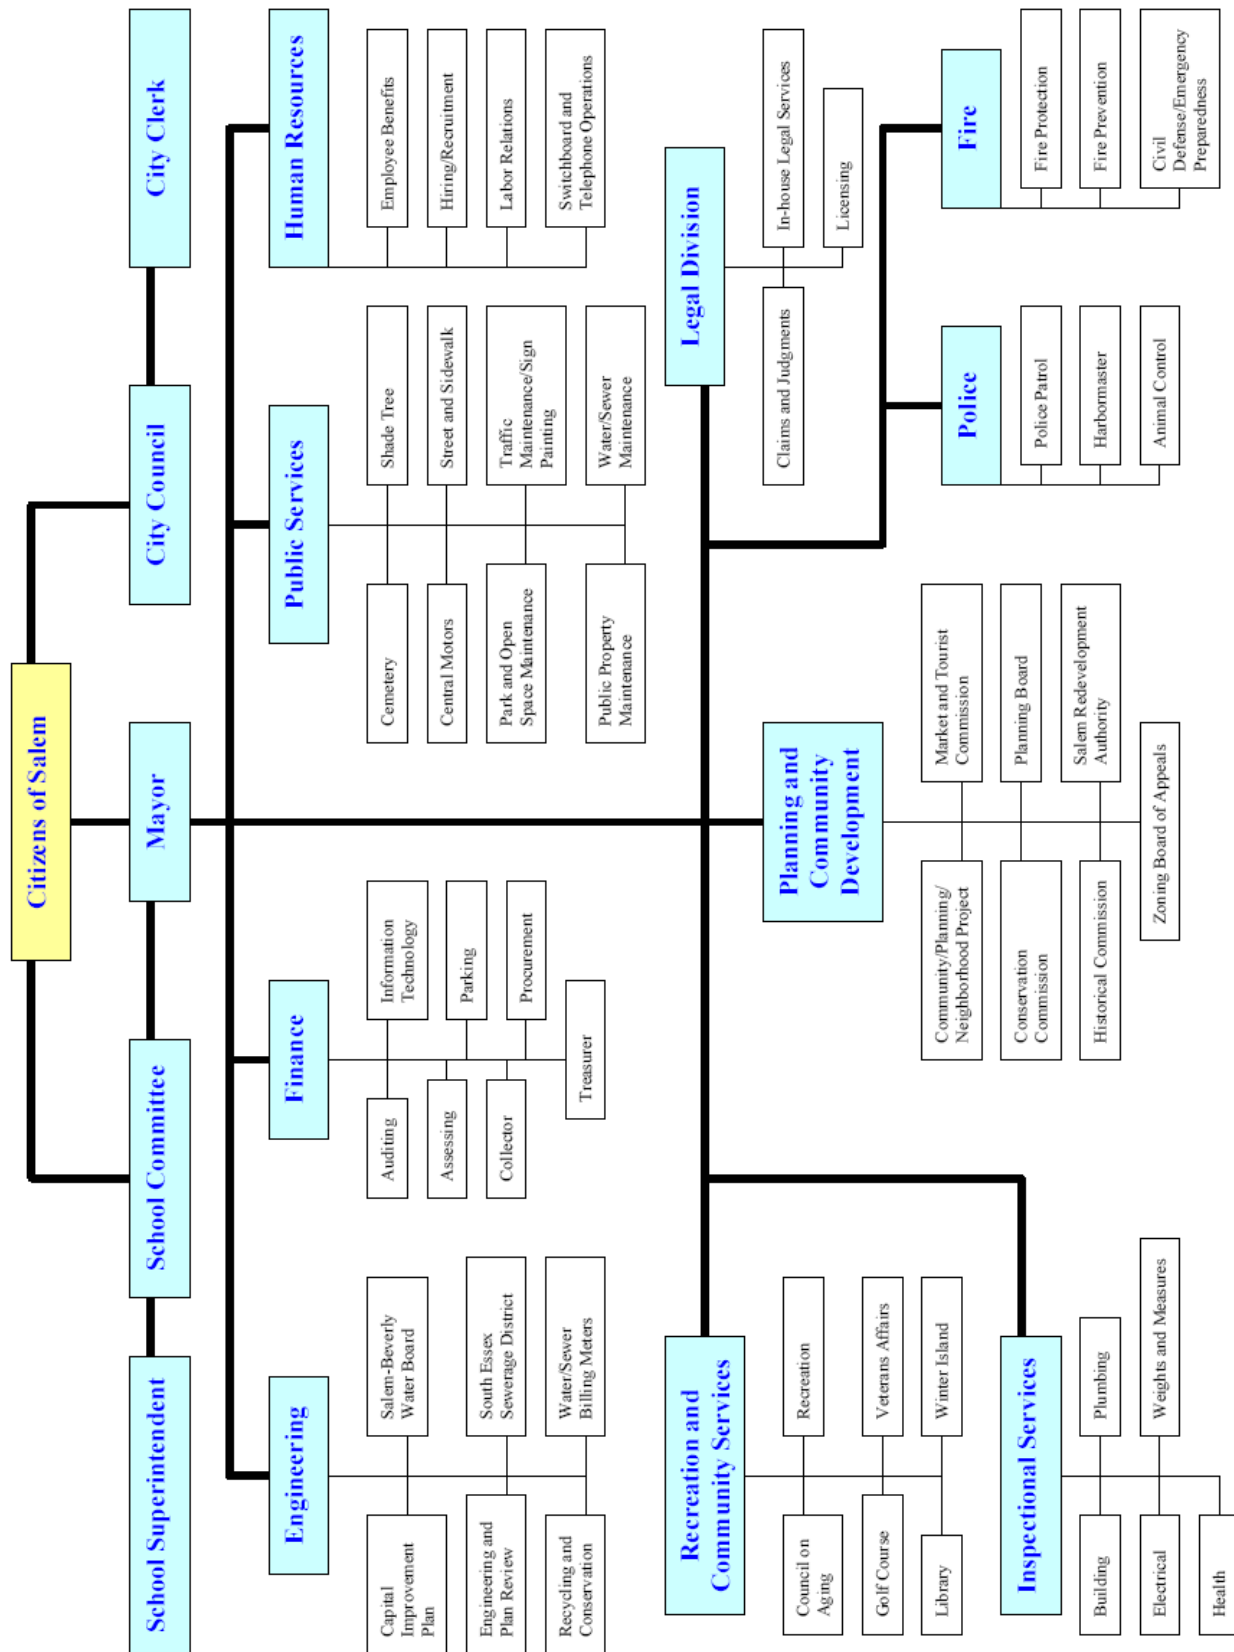 Citizens of Salem
School Superintendent
School Committee
Mayor
City Council
City Clerk
Engineering
Finance
Public Services
Human Resources
Capital
Improvement
Plan
Salem-Beverly
Water Board
Engineering and
Plan Review
South Essex
Sewerage District
Recycling and
Conservation
Water/Sewer
Billing Meters
Auditing
Information
Technology
Assessing
Parking
Collector
Procurement
Treasurer
Cemetery
Shade Tree
Central Motors
Street and Sidewalk
Park and Open
Space Maintenance
Traffic
Maintenance/Sign
Painting
Public Property
Maintenance
Water/Sewer
Maintenance
Employee Benefits
Hiring/Recruitment
Labor Relations
Switchboard and
Telephone Operations
Recreation and
Community Services
Council on
Aging
Recreation
Golf Course
Veterans Affairs
Library
Winter Island
Inspectional Services
Building
Plumbing
Electrical
Weights and Measures
Health
Planning and
Community
Development
Community/Planning/
Neighborhood Project
Market and Tourist
Commission
Conservation
Commission
Planning Board
Historical Commission
Salem Redevelopment
Authority
Zoning Board of Appeals
Legal Division
Claims and Judgments
In-house Legal Services
Licensing
Police
Police Patrol
Harbormaster
Animal Control
Fire
Fire Protection
Fire Prevention
Civil
Defense/Emergency
Preparedness